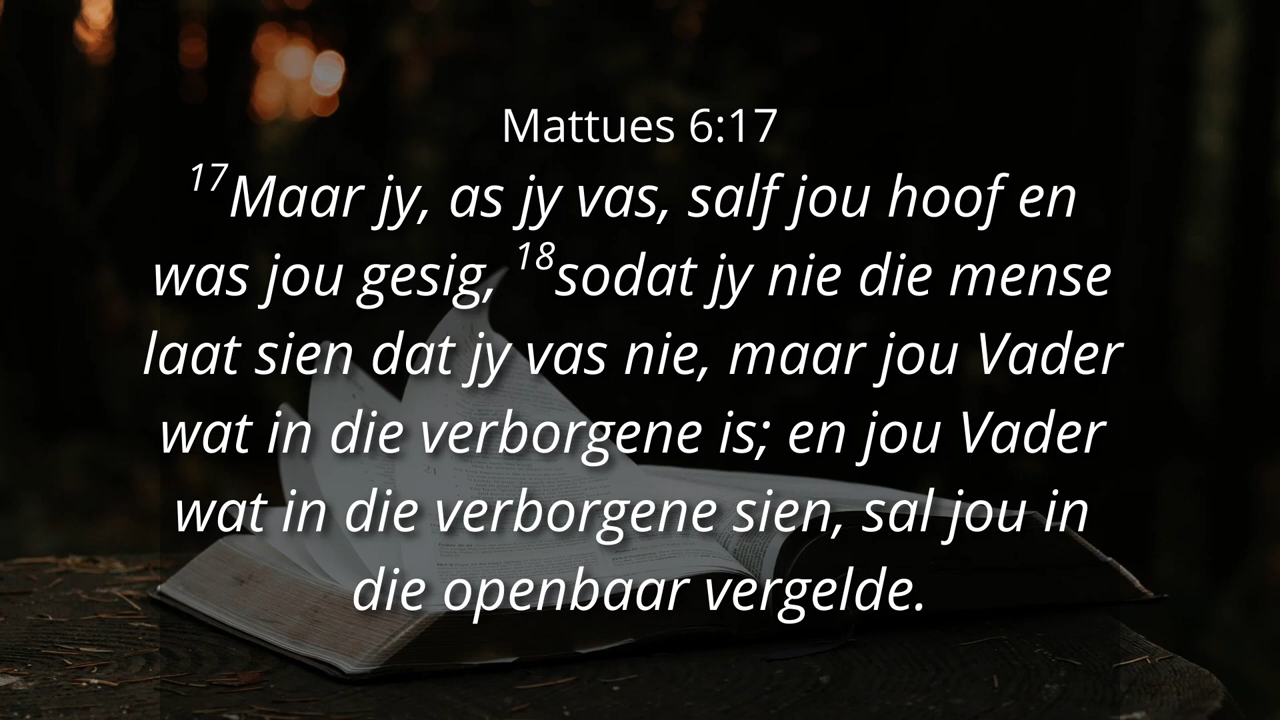 Mattues 6:17
17Maar jy, as jy vas, salf jou hoof en
was jou gesig, 18sodat jy nie die mense
laat sien dat jy vas nie, maar jou Vader
wat in die verborgene is; en jou Vader
wat in die verborgene sien, sal jou in
die openbaar vergelde.